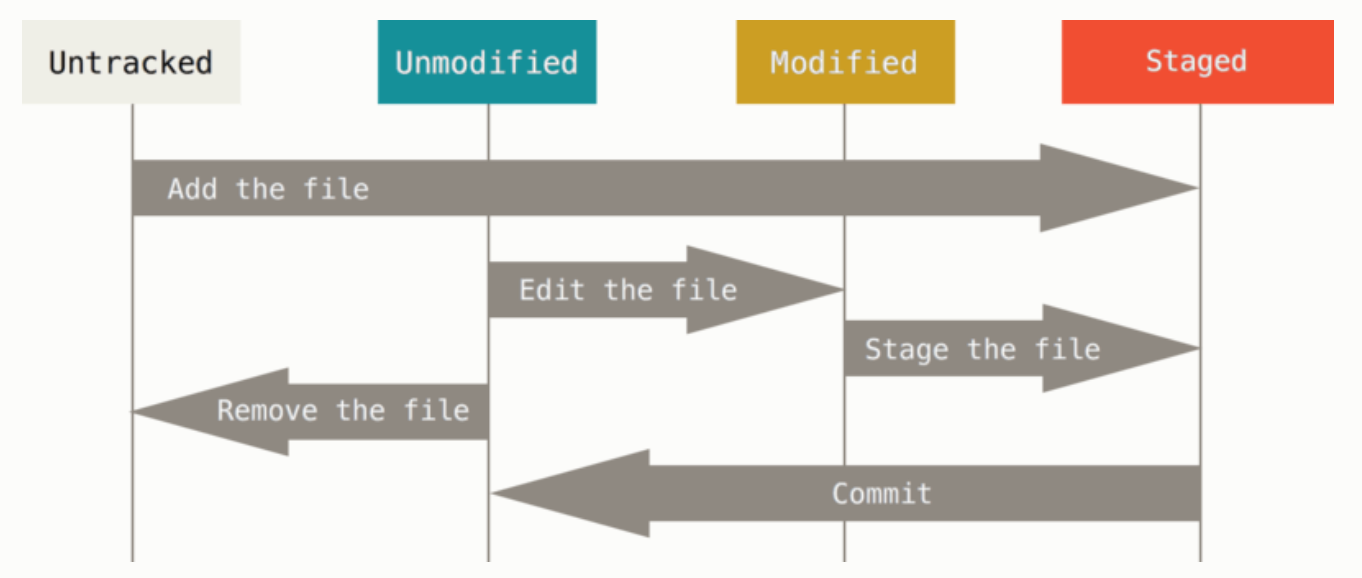 Untracked
Unmodified
Modified
Staged
Add the file
Edit the file
Stage the file
Remove the file
Commit